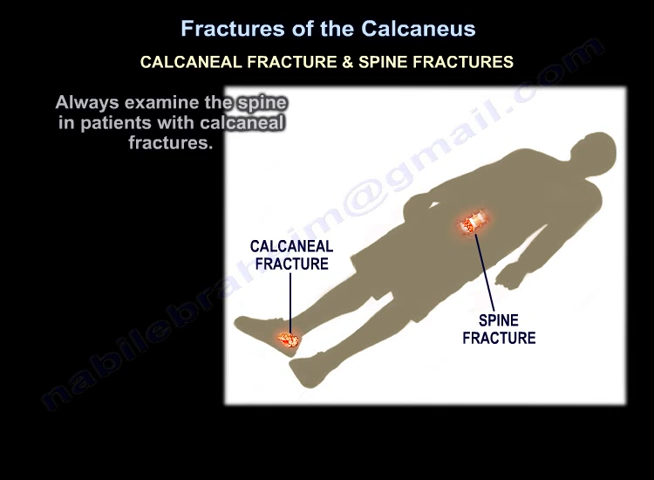 Fractures of the Calcaneus
CALCANEAL FRACTURE & SPINE FRACTURES
Always examine the spine
in patients with calcaneal
fractures.
CALCANEAL
FRACTURE
SPINE
FRACTURE
nabilebraheim@gmail.com